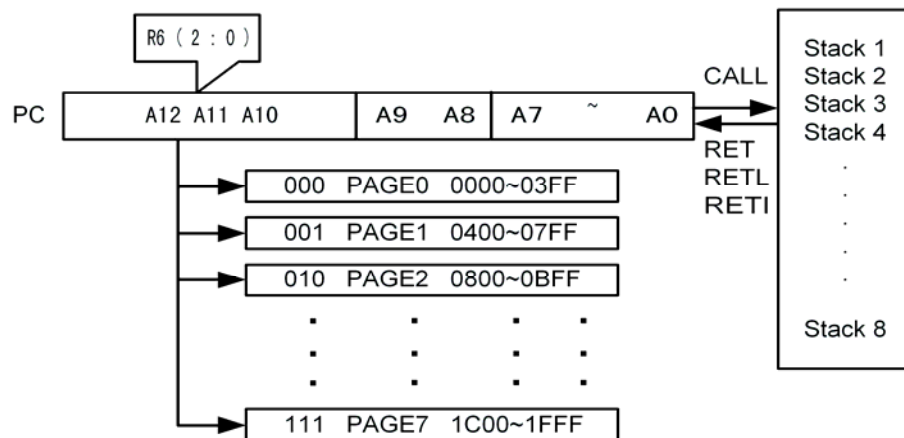 R6 ( 2 : 0 )
PC
A12 A11 A10
A9 A8
A7 ~ A0
CALL
RET
RETL
RETI
Stack 1
Stack 2
Stack 3
Stack 4
.
.
.
.
.
Stack 8
000 PAGE0 0000~03FF
001 PAGE1 0400~07FF
010 PAGE2 0800~0BFF
111 PAGE7 1C00~1FFF